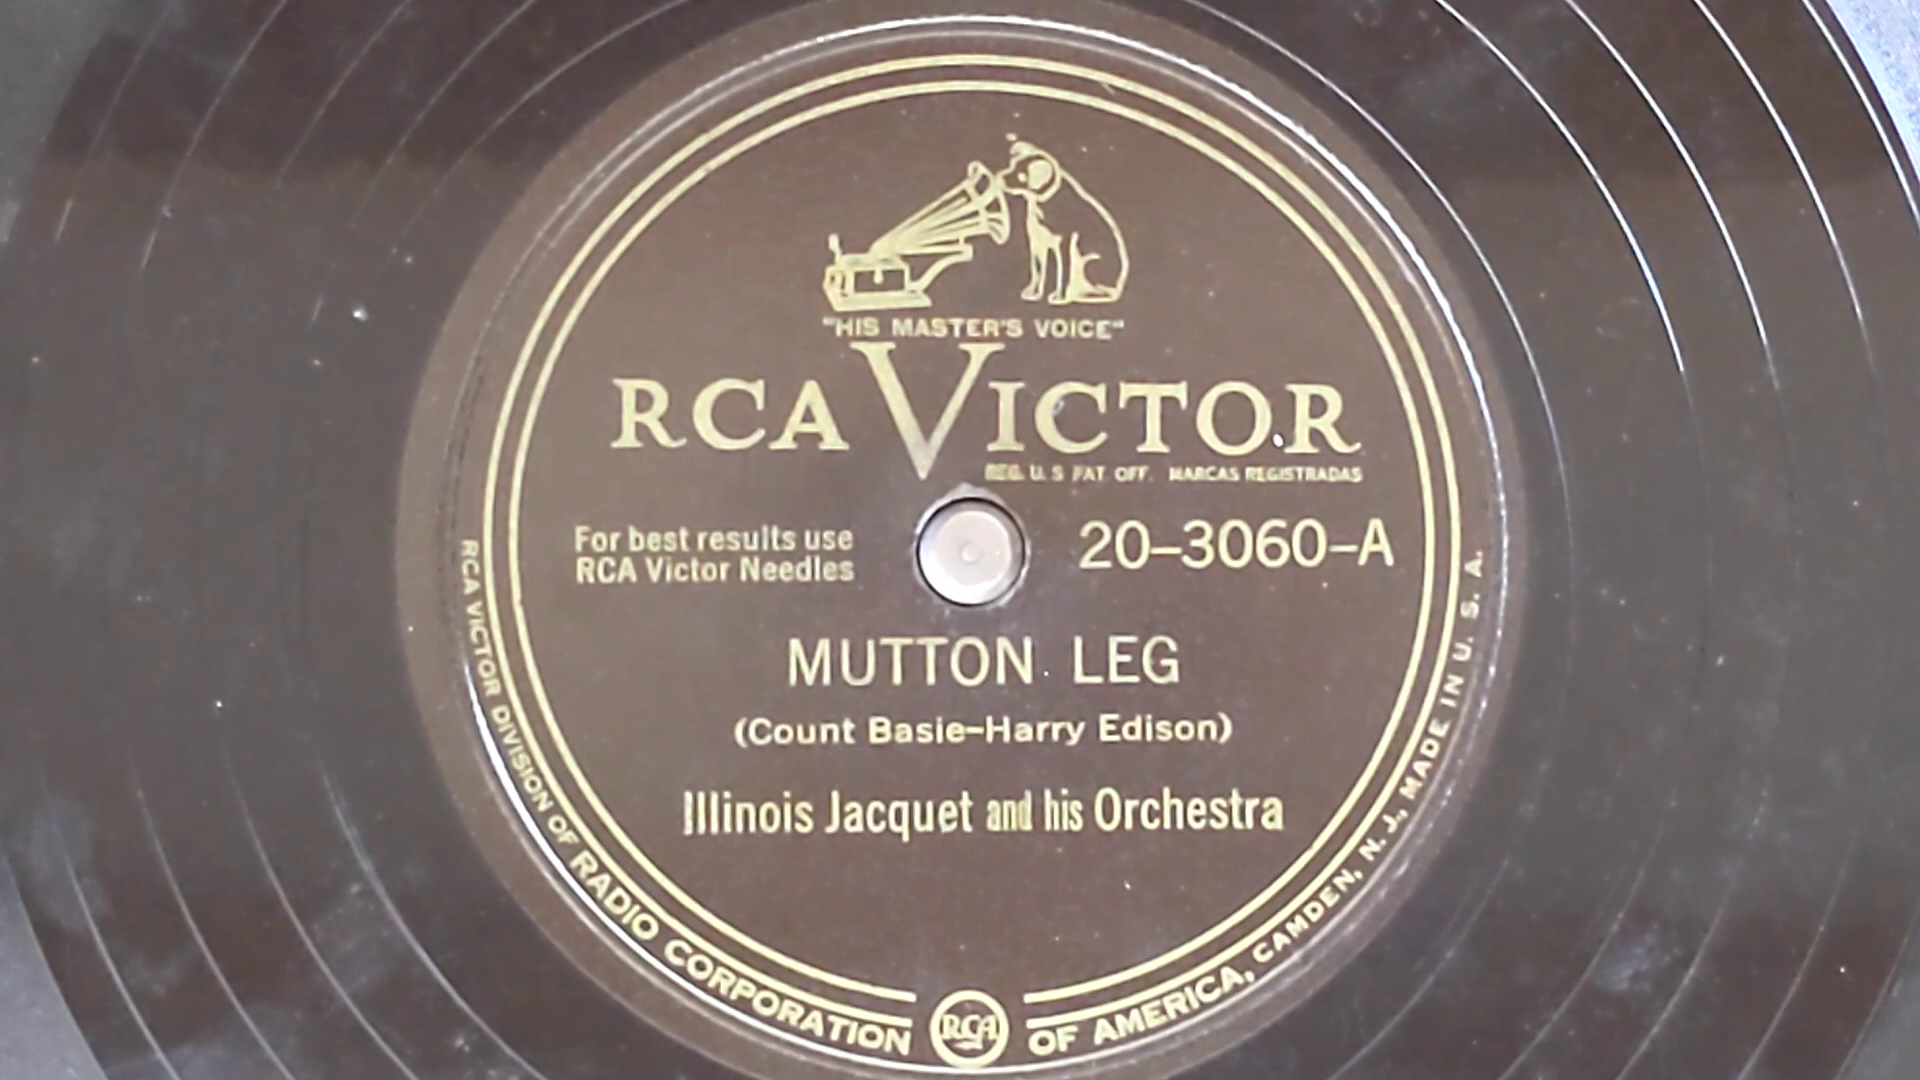 "HIS MASTER'S VOICE"
RCA VICTOR
REG. U. S PAT. OFF. MARCAS REGISTRADAS
For best results use
RCA Victor Needles
20-3060-A
MUTTON LEG
(Count Basie-Harry Edison)
Illinois Jacquet and his Orchestra
RCA VICTOR DIVISION OF RADIO CORPORATION OF AMERICA, CAMDEN, N. J., MADE IN U. S. A.
RCA